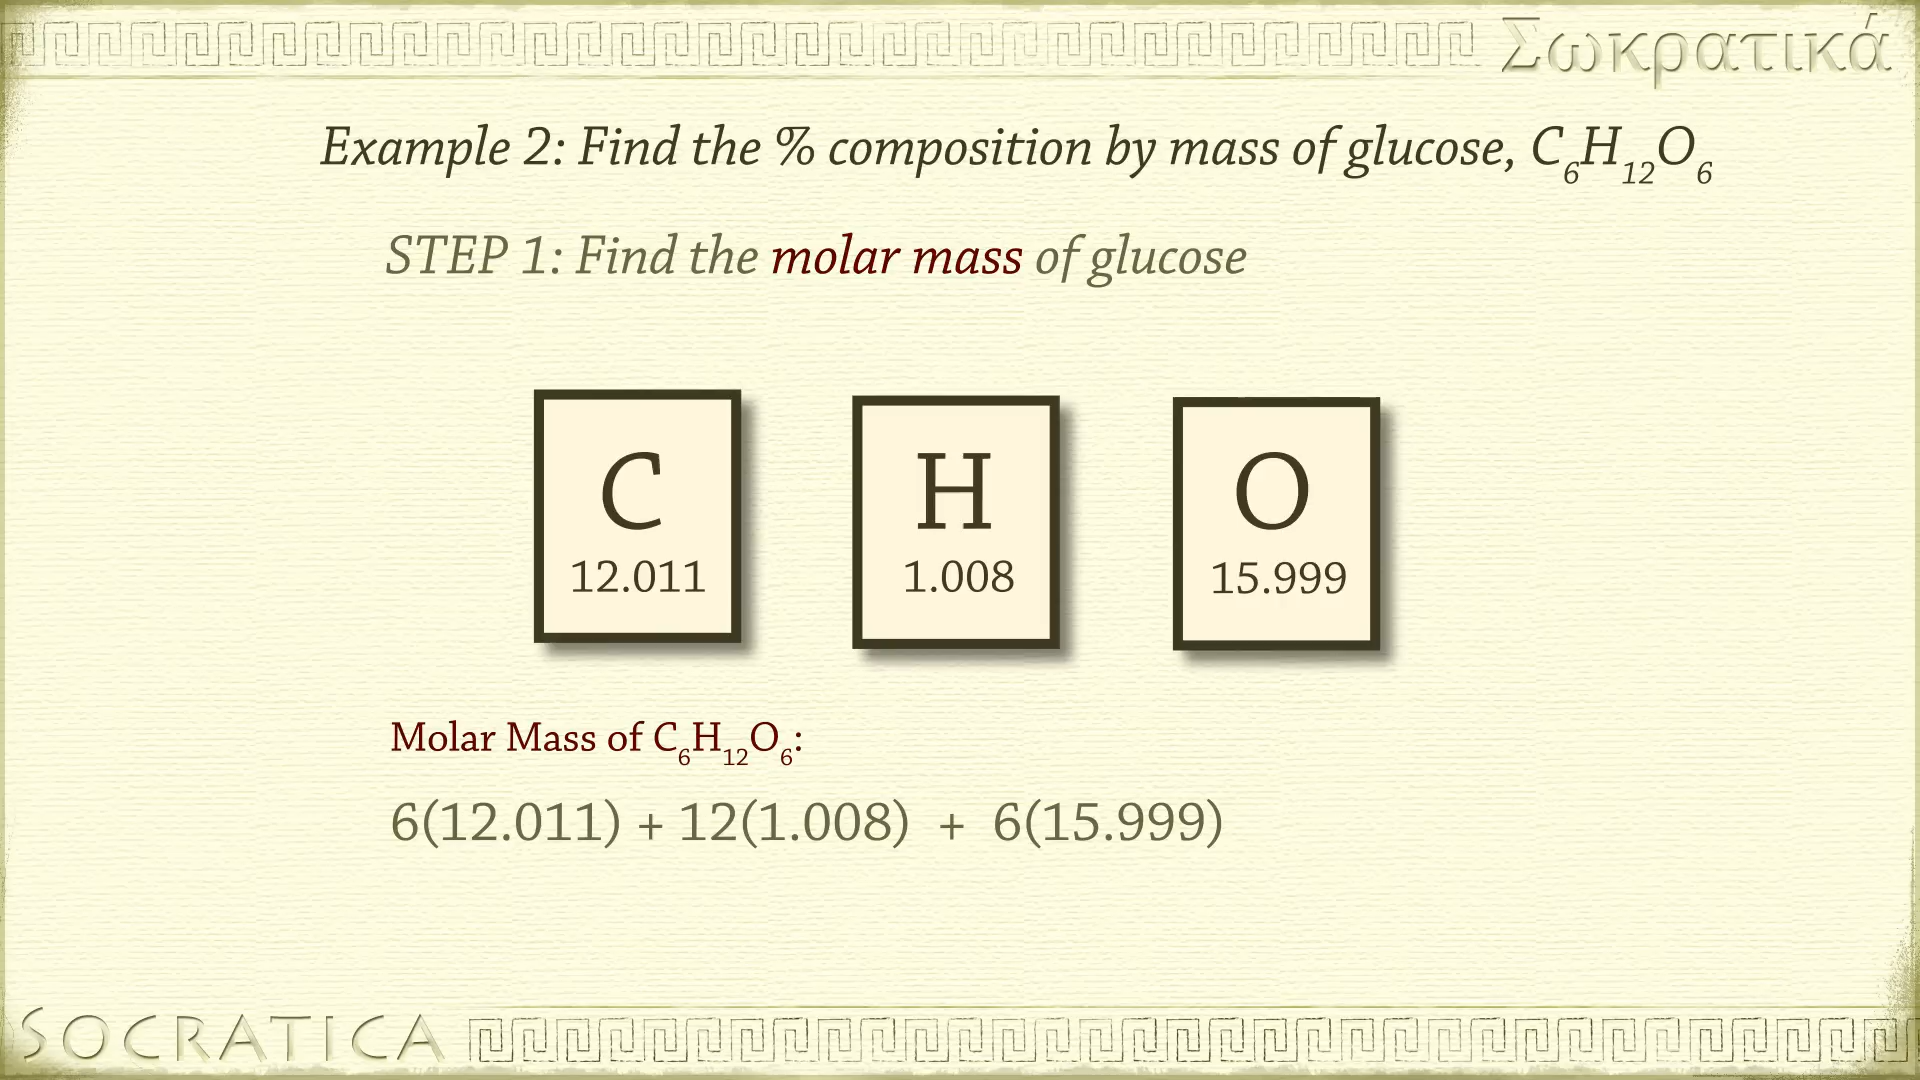 Σωκρατικά
Example 2: Find the % composition by mass of glucose, C₆H₁₂O₆
STEP 1: Find the molar mass of glucose
C
12.011
H
1.008
O
15.999
Molar Mass of C₆H₁₂O₆:
6(12.011) + 12(1.008) + 6(15.999)
SOCRATICA